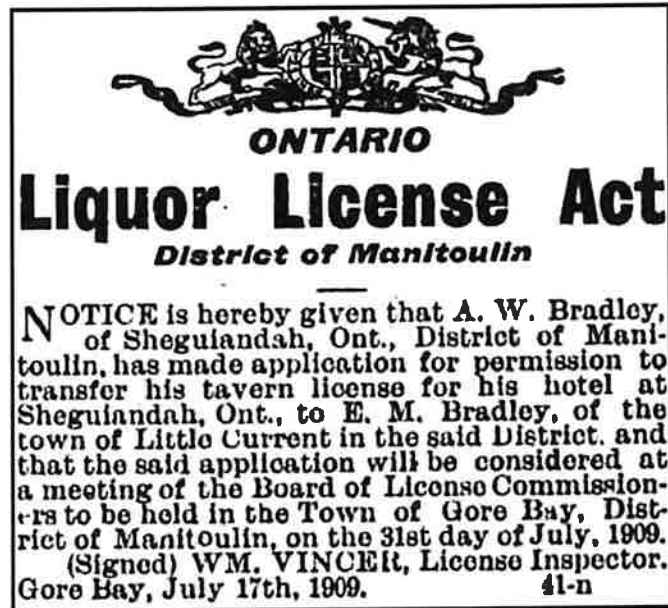 ONTARIO
Liquor License Act
District of Manitoulin
NOTICE is hereby given that A. W. Bradley,
of Sheguiandah, Ont., District of Mani-
toulin, has made application for permission to
transfer his tavern license for his hotel at
Sheguiandah, Ont., to E. M. Bradley, of the
town of Little Current in the said District, and
that the said application will be considered at
a meeting of the Board of License Commission-
ers to be held in the Town of Gore Bay, Dist-
rict of Manitoulin, on the 31st day of July, 1909.
(Signed) WM. VINCER, License Inspector.
Gore Bay, July 17th, 1909. 41-n